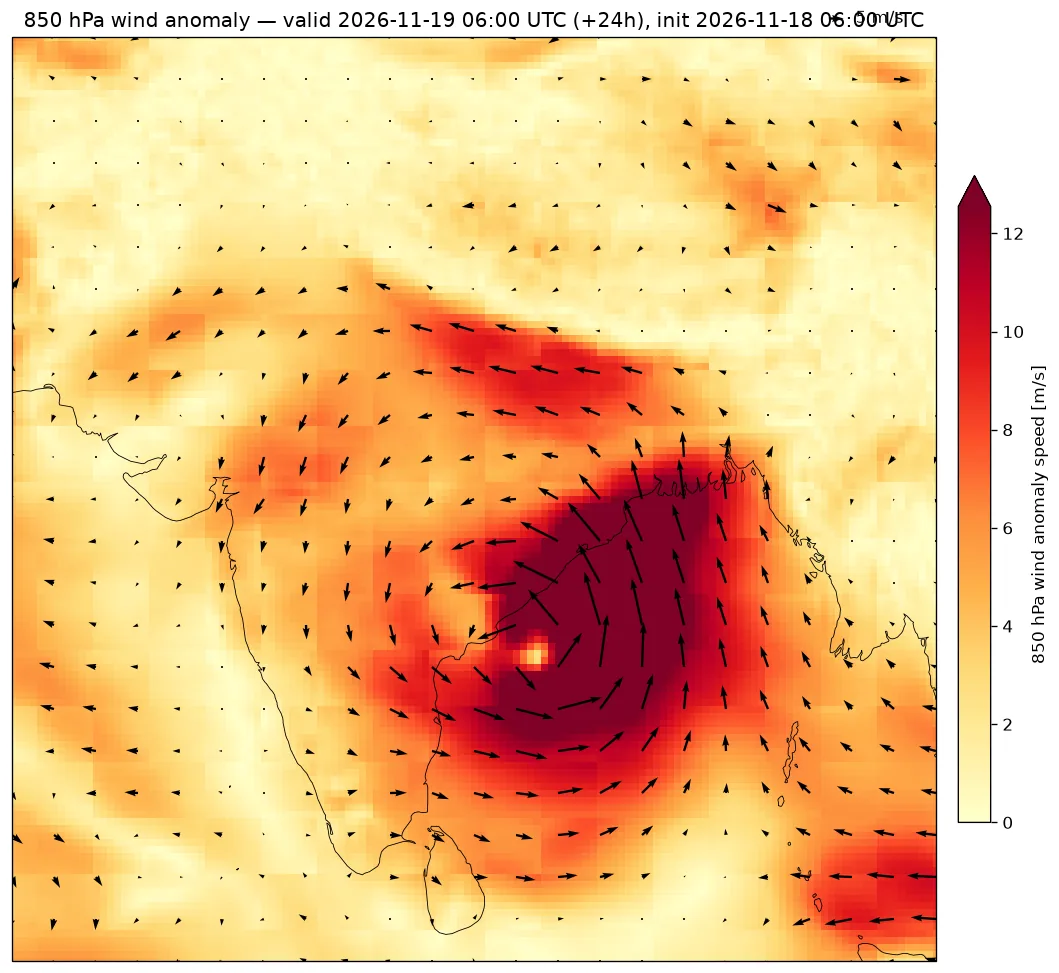 850 hPa wind anomaly — valid 2026-11-19 06:00 UTC (+24h), init 2026-11-18 06:00 UTC
5 m/s
12
10
8
6
4
2
0
850 hPa wind anomaly speed [m/s]